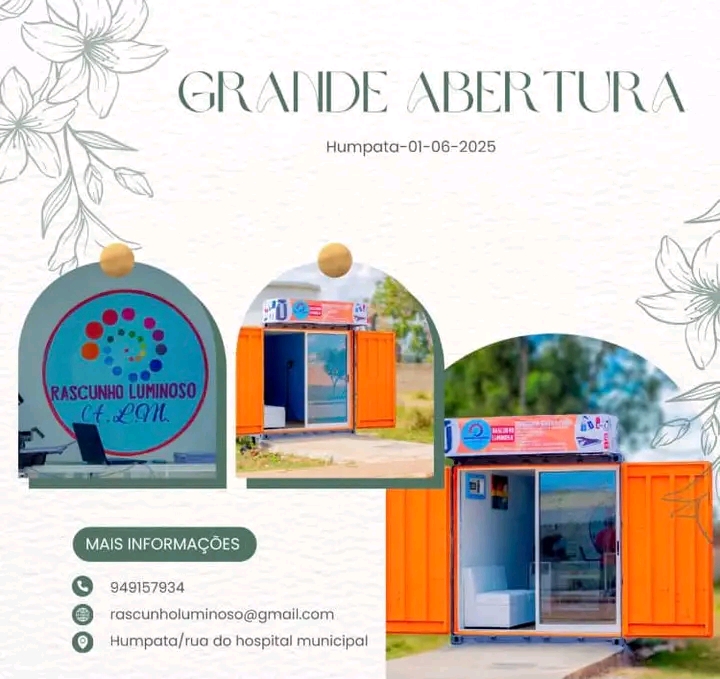 GRANDE ABERTURA
Humpata-01-06-2025
RASCUNHO LUMINOSO
MAIS INFORMAÇÕES
949157934
rascunholuminoso@gmail.com
Humpata/rua do hospital municipal